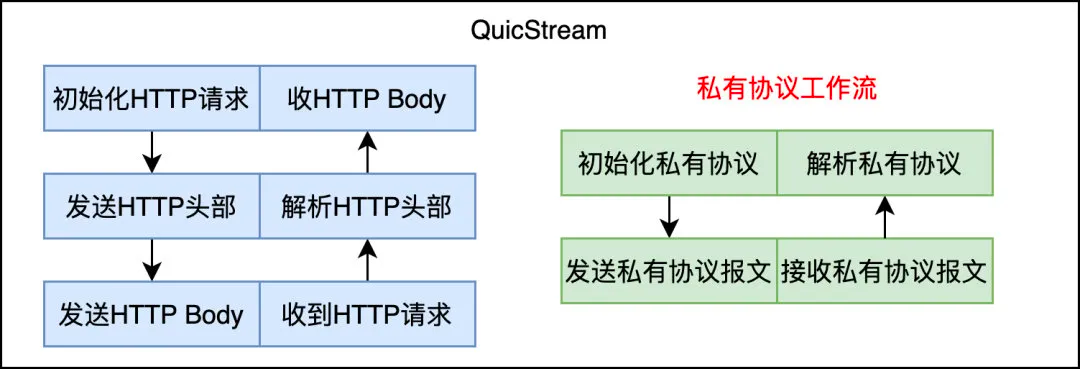 QuicStream
初始化HTTP请求
收HTTP Body
发送HTTP头部
解析HTTP头部
发送HTTP Body
收到HTTP请求
私有协议工作流
初始化私有协议
解析私有协议
发送私有协议报文
接收私有协议报文